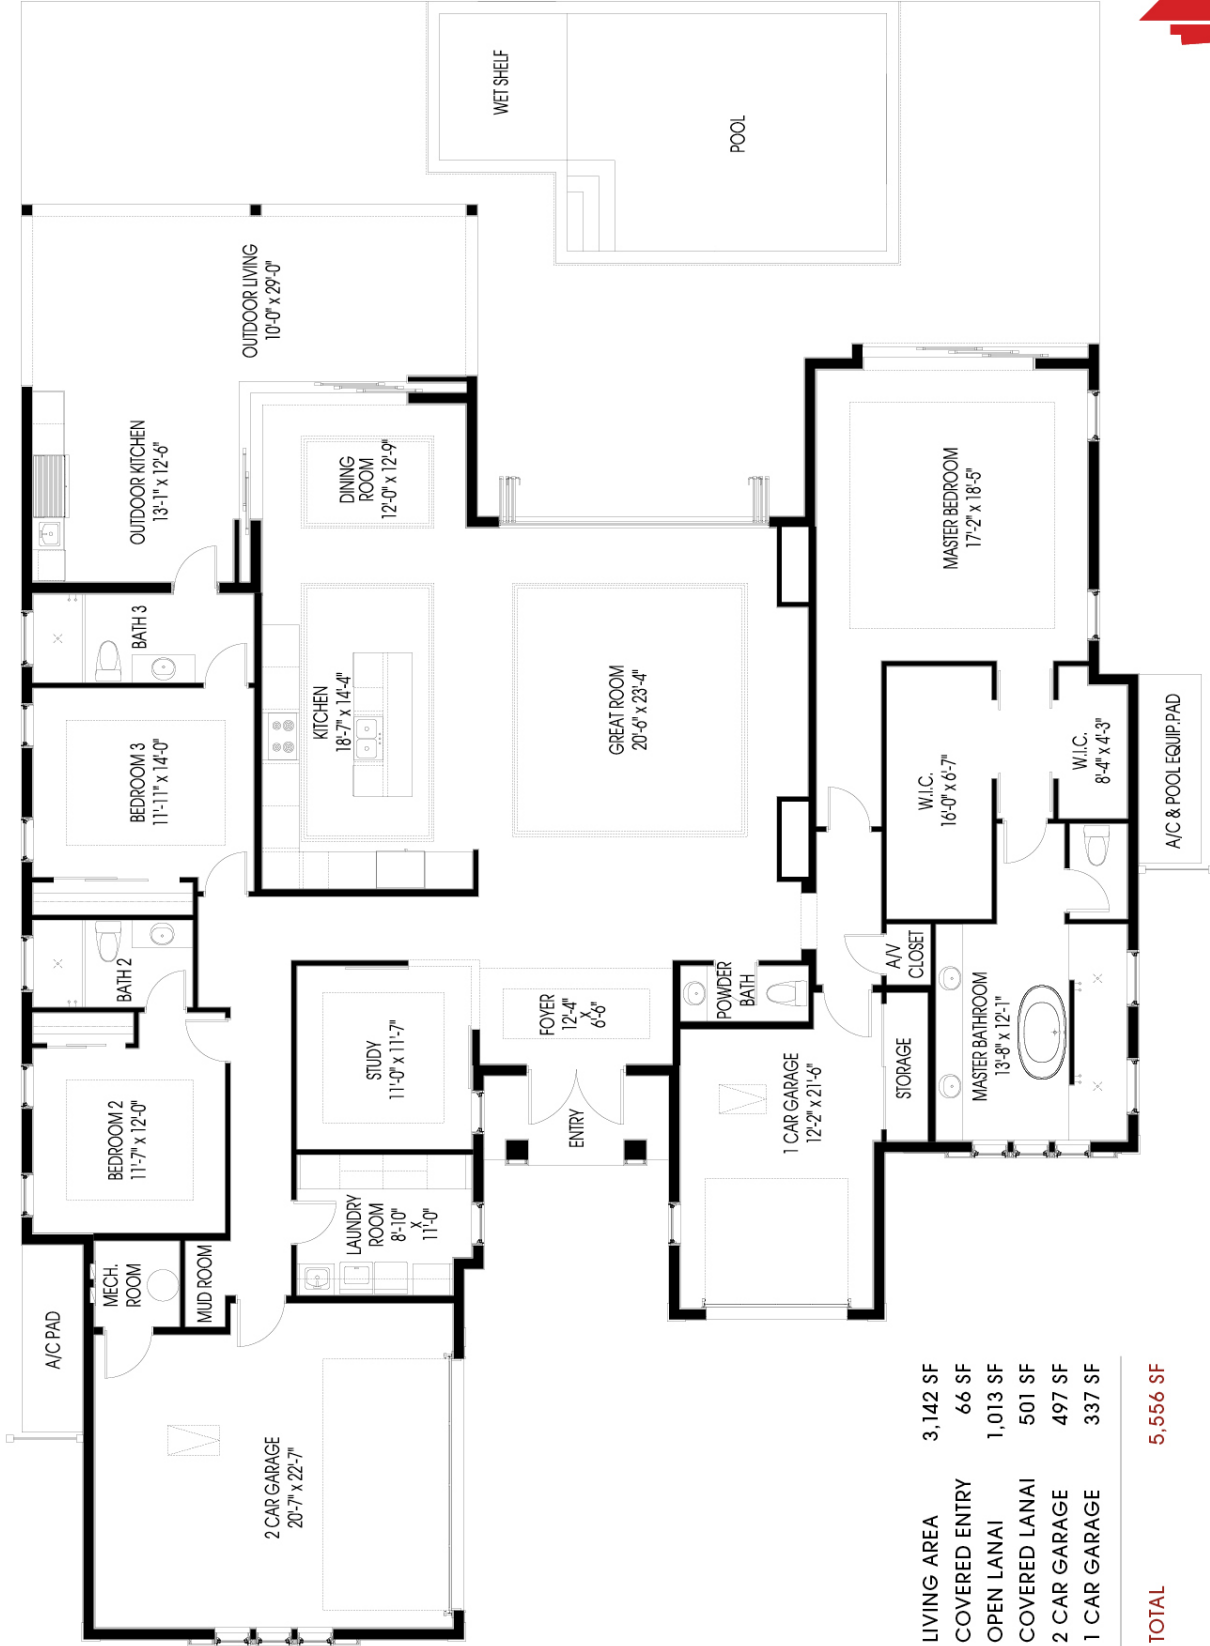 WET SHELF
POOL
OUTDOOR LIVING
10'-0" x 29'-0"
OUTDOOR KITCHEN
13'-1" x 12'-6"
DINING
ROOM
12'-0" x 12'-9"
MASTER BEDROOM
17'-2" x 18'-5"
BATH 3
KITCHEN
18'-7" x 14'-4"
GREAT ROOM
20'-6" x 23'-4"
BEDROOM 3
11'-11" x 14'-0"
W.I.C.
16'-0" x 6'-7"
W.I.C.
8'-4" x 4'-3"
A/C & POOL EQUIP. PAD
BATH 2
A/V
CLOSET
POWDER
BATH
FOYER
12'-4"
x
6'-6"
STUDY
11'-0" x 11'-7"
MASTER BATHROOM
13'-8" x 12'-1"
STORAGE
1 CAR GARAGE
12'-2" x 21'-6"
ENTRY
BEDROOM 2
11'-7" x 12'-0"
LAUNDRY
ROOM
8'-10"
x
11'-0"
MECH.
ROOM
MUD ROOM
A/C PAD
2 CAR GARAGE
20'-7" x 22'-7"
LIVING AREA 3,142 SF
COVERED ENTRY 66 SF
OPEN LANAI 1,013 SF
COVERED LANAI 501 SF
2 CAR GARAGE 497 SF
1 CAR GARAGE 337 SF
TOTAL 5,556 SF